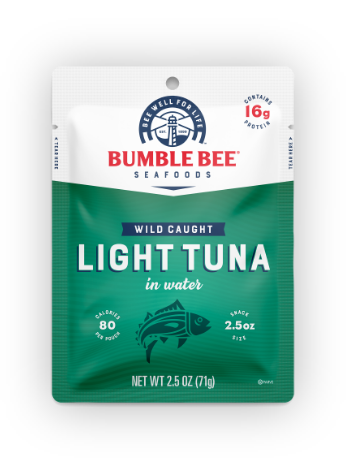 BEE WELL FOR LIFE™
CONTAINS
16g
PROTEIN
TEAR HERE
TEAR HERE
BUMBLE BEE®
SEAFOODS
WILD CAUGHT
LIGHT TUNA
in water
CALORIES
80
PER POUCH
SNACK
2.5oz
SIZE
NET WT 2.5 OZ (71g)